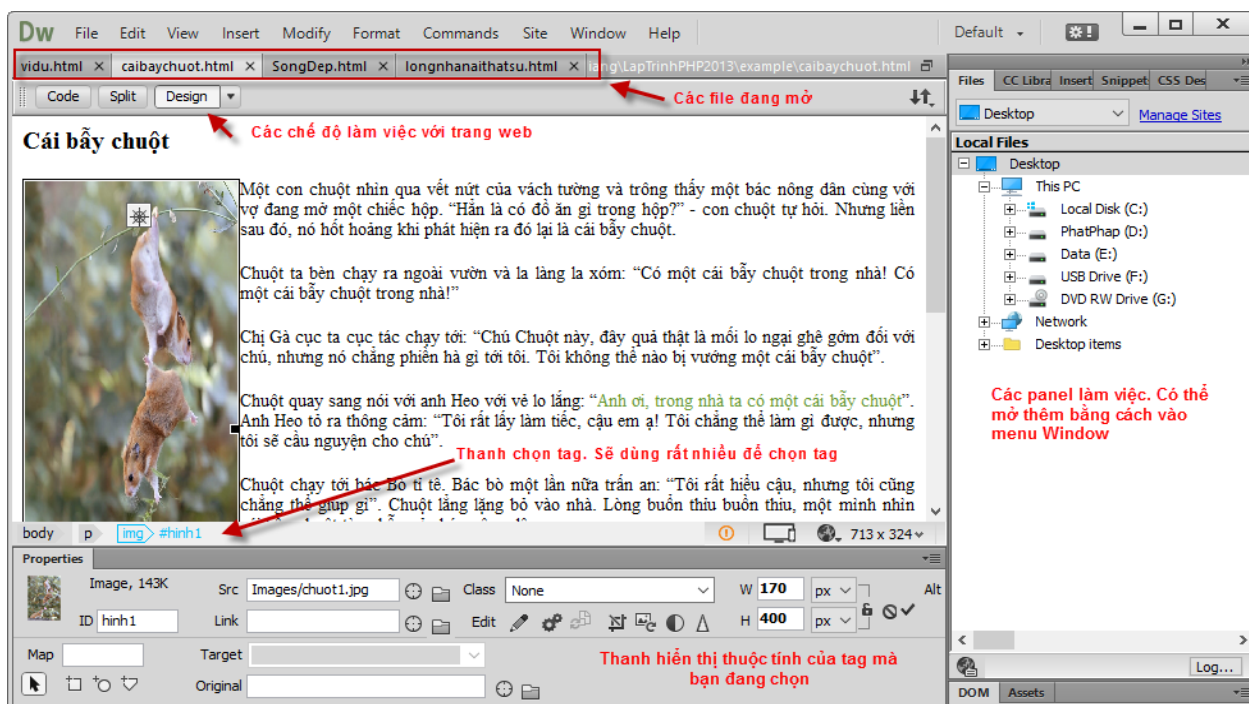 Dw File Edit View Insert Modify Format Commands Site Window Help
Default
vidu.html × caibaychuot.html × SongDep.html × longnhanaithatsu.html × iang\LapTrinhPHP2013\example\caibaychuot.html
Các file đang mở
Code Split Design
Các chế độ làm việc với trang web
Cái bẫy chuột
Một con chuột nhìn qua vết nứt của vách tường và trông thấy một bác nông dân cùng với
vợ đang mở một chiếc hộp. “Hẳn là có đồ ăn gì trong hộp?” - con chuột tự hỏi. Nhưng liền
sau đó, nó hốt hoảng khi phát hiện ra đó lại là cái bẫy chuột.
Chuột ta bèn chạy ra ngoài vườn và la làng la xóm: “Có một cái bẫy chuột trong nhà! Có
một cái bẫy chuột trong nhà!”
Chị Gà cục ta cục tác chạy tới: “Chú Chuột này, đây quả thật là mối lo ngại ghê gớm đối với
chú, nhưng nó chẳng phiền hà gì tới tôi. Tôi không thể nào bị vướng một cái bẫy chuột”.
Chuột quay sang nói với anh Heo với vẻ lo lắng: “Anh ơi, trong nhà ta có một cái bẫy chuột”.
Anh Heo tỏ ra thông cảm: “Tôi rất lấy làm tiếc, cậu em ạ! Tôi chẳng thể làm gì được, nhưng
tôi sẽ cầu nguyện cho chú”.
Thanh chọn tag. Sẽ dùng rất nhiều để chọn tag
Chuột chạy tới bác Bò tỉ tê. Bác bò một lần nữa trấn an: “Tôi rất hiểu cậu, nhưng tôi cũng
chẳng thể giúp gì”. Chuột lẳng lặng bỏ vào nhà. Lòng buồn thiu buồn thiu, một mình nhìn
body p img #hinh1 713 x 324
Properties
Image, 143K Src Images/chuot1.jpg Class None W 170 px Alt
ID hinh1 Link Edit H 400 px
Map Target
Original
Thanh hiển thị thuộc tính của tag mà
bạn đang chọn
Files CC Libra Insert Snippet CSS Des
Desktop Manage Sites
Local Files
Desktop
This PC
Local Disk (C:)
PhatPhap (D:)
Data (E:)
USB Drive (F:)
DVD RW Drive (G:)
Network
Desktop items
Các panel làm việc. Có thể
mở thêm bằng cách vào
menu Window
Log...
DOM Assets